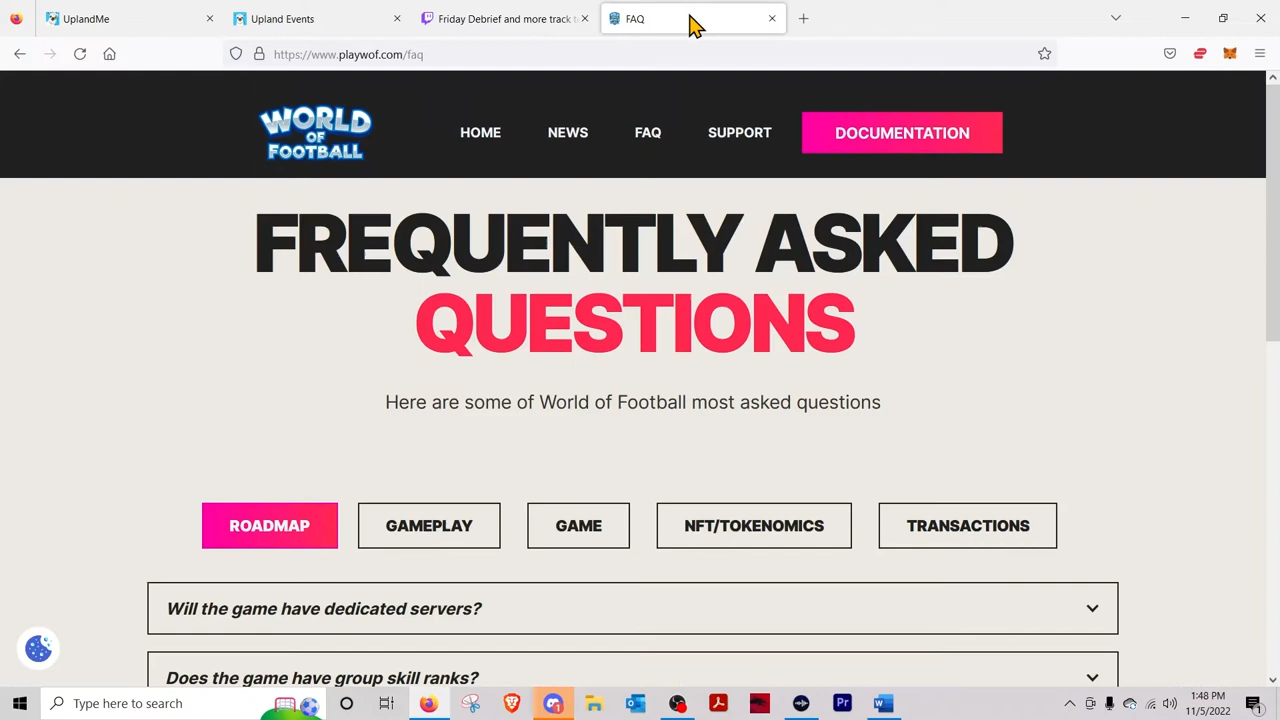 UplandMe
Upland Events
Friday Debrief and more track t
FAQ
https://www.playwof.com/faq
WORLD
OF
FOOTBALL
HOME
NEWS
FAQ
SUPPORT
DOCUMENTATION
FREQUENTLY ASKED
QUESTIONS
Here are some of World of Football most asked questions
ROADMAP
GAMEPLAY
GAME
NFT/TOKENOMICS
TRANSACTIONS
Will the game have dedicated servers?
Does the game have group skill ranks?
Type here to search
1:48 PM
11/5/2022